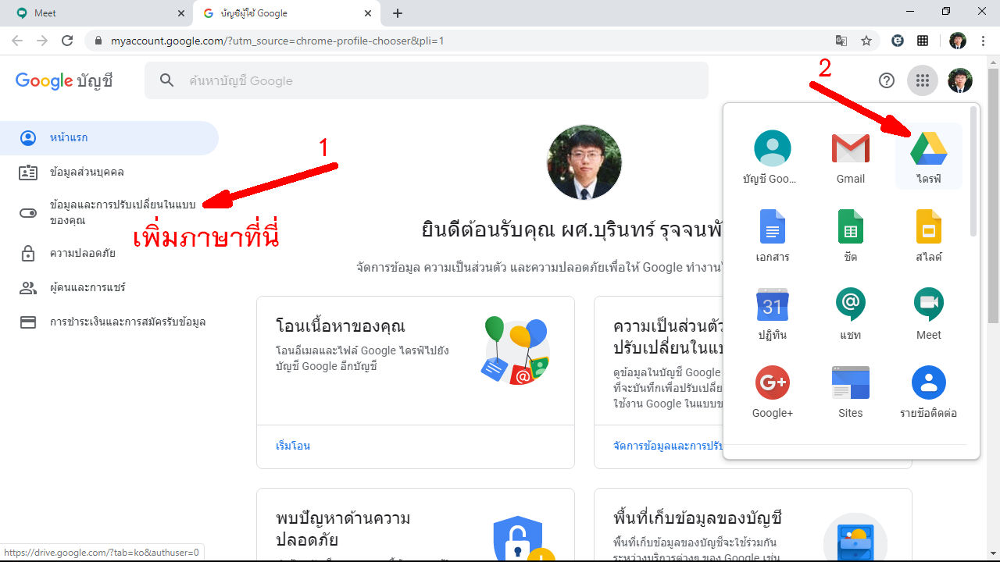 Meet
บัญชีผู้ใช้ Google
myaccount.google.com/?utm_source=chrome-profile-chooser&pli=1
Google บัญชี
ค้นหาบัญชี Google
2
หน้าแรก
ข้อมูลส่วนบุคคล
1
ข้อมูลและการปรับเปลี่ยนในแบบ
ของคุณ
เพิ่มภาษาที่นี่
ความปลอดภัย
ผู้คนและการแชร์
การชำระเงินและการสมัครรับข้อมูล
ยินดีต้อนรับคุณ ผศ.บุรินทร์ รุจจนพั
จัดการข้อมูล ความเป็นส่วนตัว และความปลอดภัยเพื่อให้ Google ทำงาน
โอนเนื้อหาของคุณ
โอนอีเมลและไฟล์ Google ไดรฟ์ไปยัง
บัญชี Google อีกบัญชี
เริ่มโอน
ความเป็นส่วนตัว
ปรับเปลี่ยนในแบ
ดูข้อมูลในบัญชี Google
ที่จะบันทึกเพื่อปรับเปลี่ย
ใช้งาน Google ในแบบข
จัดการข้อมูลและการปรับ
บัญชี Goo...
Gmail
ไดรฟ์
เอกสาร
ชีต
สไลด์
31
ปฏิทิน
แชท
Meet
G+
Google+
Sites
รายชื่อติดต่อ
พบปัญหาด้านความ
ปลอดภัย
พื้นที่เก็บข้อมูลของบัญชี
พื้นที่เก็บข้อมูลของบัญชีจะใช้ร่วมกัน
ระหว่างบริการต่างๆ ของ Google เช่น
https://drive.google.com/?tab=ko&authuser=0